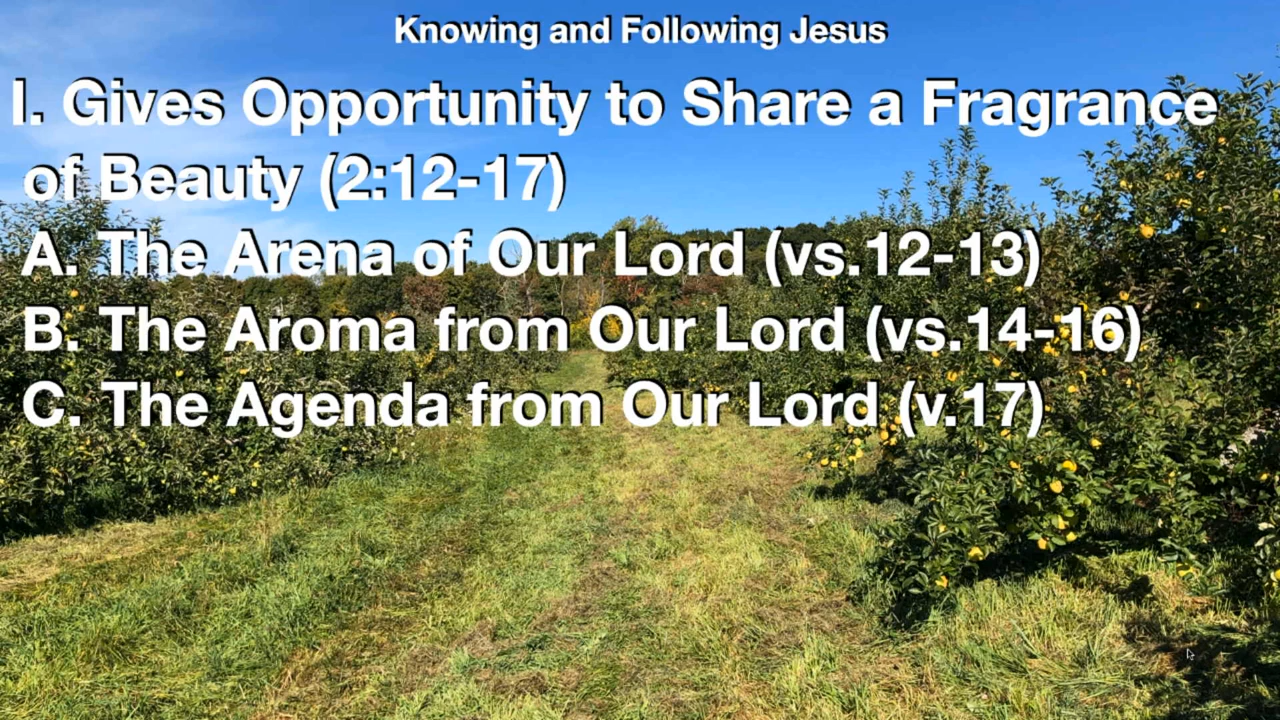 Knowing and Following Jesus
I. Gives Opportunity to Share a Fragrance
of Beauty (2:12-17)
A. The Arena of Our Lord (vs.12-13)
B. The Aroma from Our Lord (vs.14-16)
C. The Agenda from Our Lord (v.17)